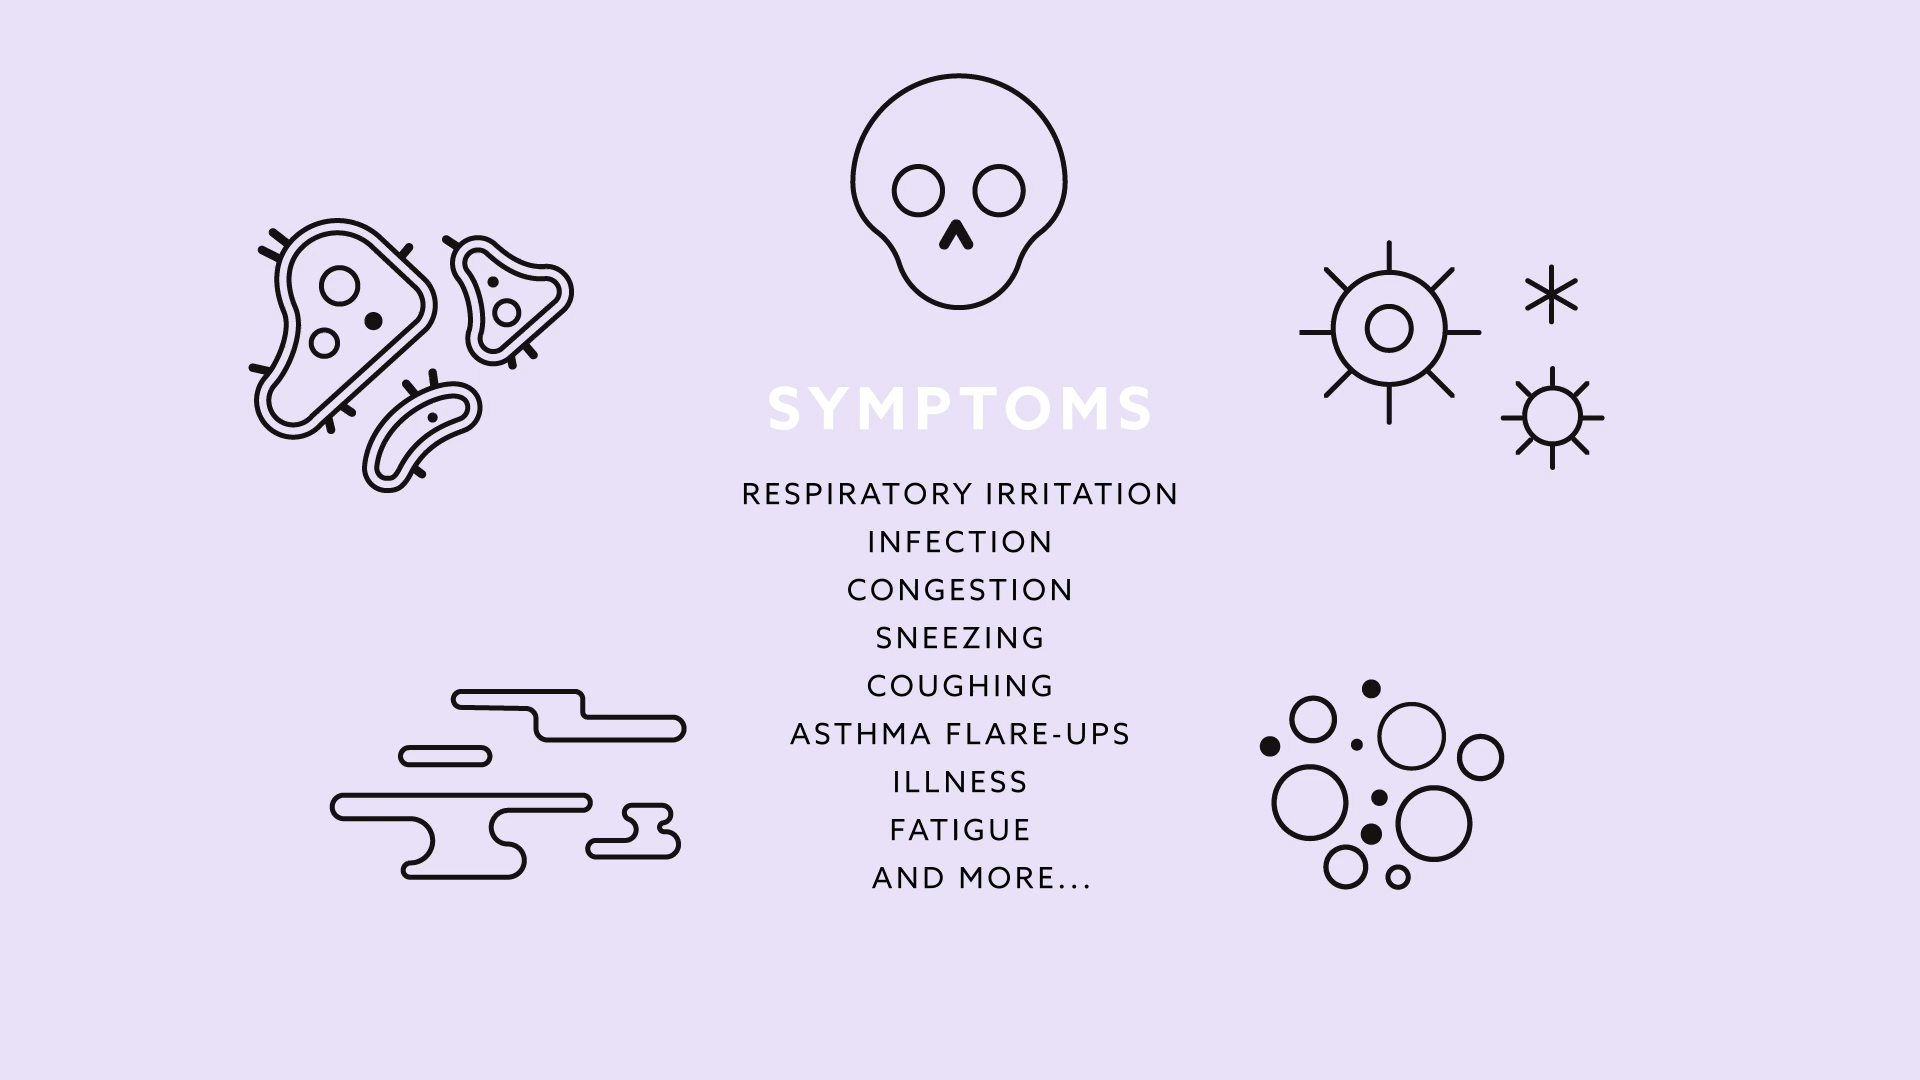 SYMPTOMS
RESPIRATORY IRRITATION
INFECTION
CONGESTION
SNEEZING
COUGHING
ASTHMA FLARE-UPS
ILLNESS
FATIGUE
AND MORE...